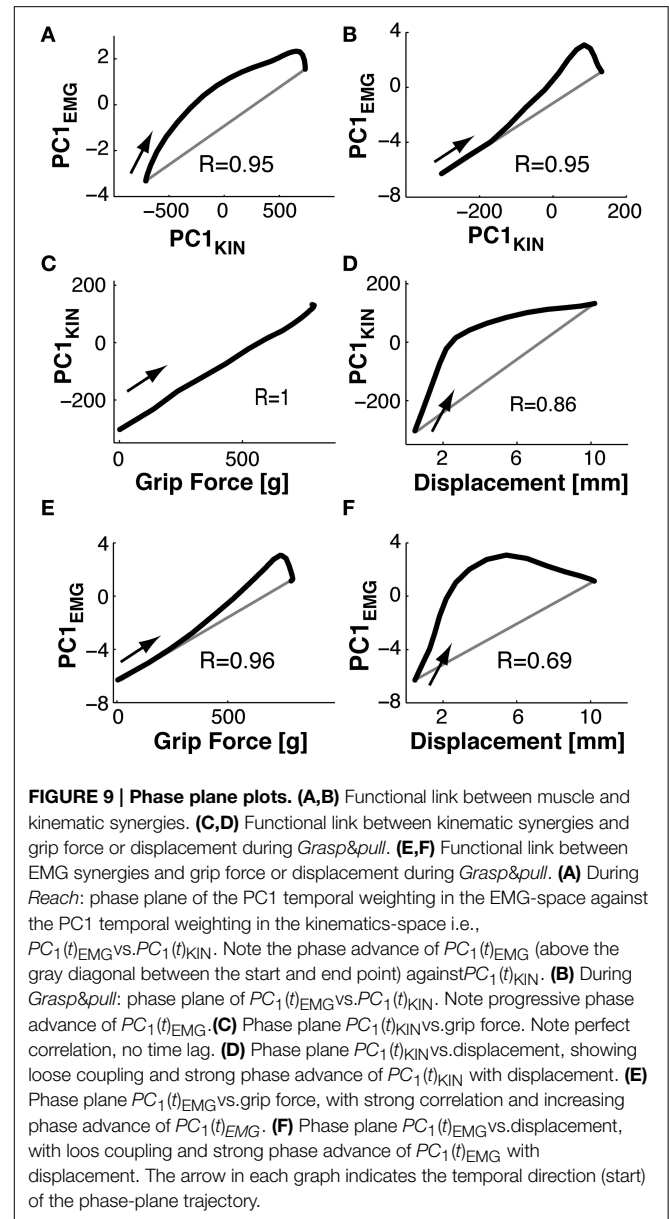 A
2
0
−2
−4
PC1EMG
R=0.95
−500 0 500
PC1KIN
B
4
0
−4
−8
PC1EMG
R=0.95
−200 0 200
PC1KIN
C
200
0
−200
PC1KIN
R=1
0 500
Grip Force [g]
D
200
0
−200
PC1KIN
R=0.86
2 6 10
Displacement [mm]
E
4
0
−4
−8
PC1EMG
R=0.96
0 500
Grip Force [g]
F
4
0
−4
−8
PC1EMG
R=0.69
2 6 10
Displacement [mm]
FIGURE 9 | Phase plane plots. (A,B) Functional link between muscle and
kinematic synergies. (C,D) Functional link between kinematic synergies and
grip force or displacement during Grasp&pull. (E,F) Functional link between
EMG synergies and grip force or displacement during Grasp&pull. (A) During
Reach: phase plane of the PC1 temporal weighting in the EMG-space against
the PC1 temporal weighting in the kinematics-space i.e.,
PC1(t)EMGvs.PC1(t)KIN. Note the phase advance of PC1(t)EMG (above the
gray diagonal between the start and end point) againstPC1(t)KIN. (B) During
Grasp&pull: phase plane of PC1(t)EMGvs.PC1(t)KIN. Note progressive phase
advance of PC1(t)EMG.(C) Phase plane PC1(t)KINvs.grip force. Note perfect
correlation, no time lag. (D) Phase plane PC1(t)KINvs.displacement, showing
loose coupling and strong phase advance of PC1(t)KIN with displacement. (E)
Phase plane PC1(t)EMGvs.grip force, with strong correlation and increasing
phase advance of PC1(t)EMG. (F) Phase plane PC1(t)EMGvs.displacement,
with loos coupling and strong phase advance of PC1(t)EMG with
displacement. The arrow in each graph indicates the temporal direction (start)
of the phase-plane trajectory.